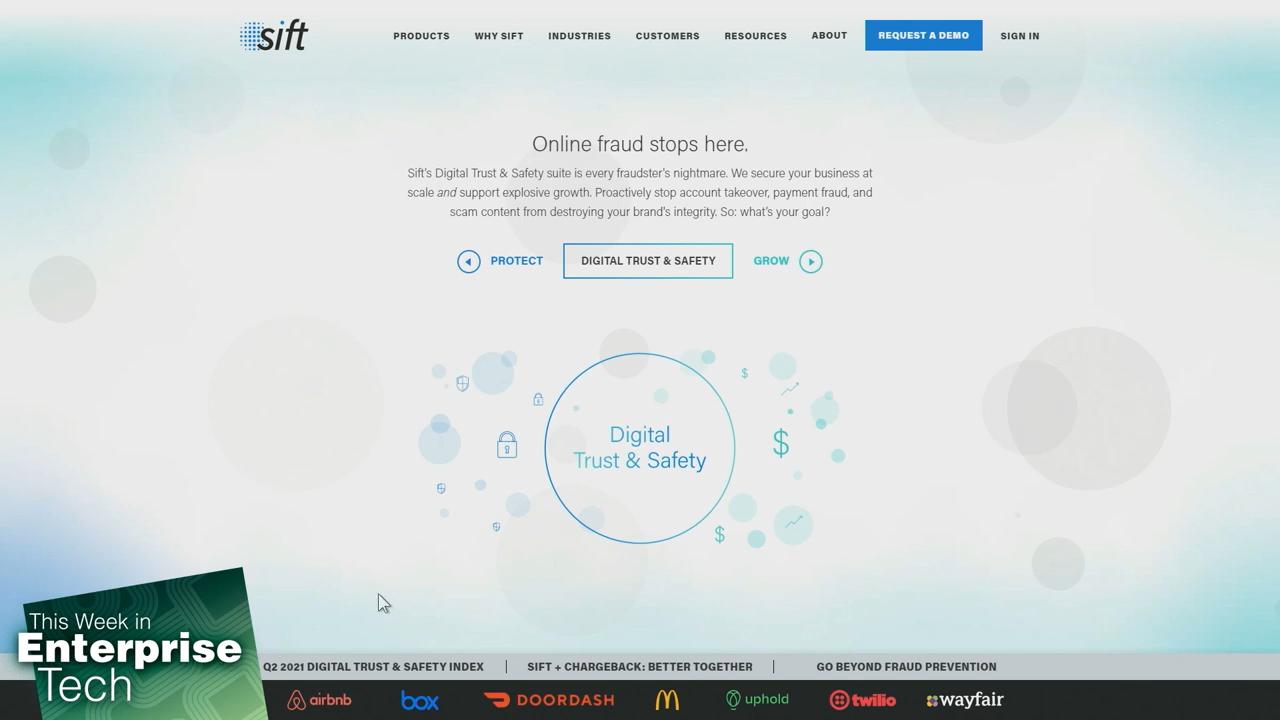 sift
PRODUCTS WHY SIFT INDUSTRIES CUSTOMERS RESOURCES ABOUT REQUEST A DEMO SIGN IN
Online fraud stops here.
Sift's Digital Trust & Safety suite is every fraudster's nightmare. We secure your business at
scale and support explosive growth. Proactively stop account takeover, payment fraud, and
scam content from destroying your brand's integrity. So: what's your goal?
PROTECT DIGITAL TRUST & SAFETY GROW
$
$
Digital
Trust & Safety
$
This Week in
Enterprise
Tech
Q2 2021 DIGITAL TRUST & SAFETY INDEX SIFT + CHARGEBACK: BETTER TOGETHER GO BEYOND FRAUD PREVENTION
airbnb box DOORDASH uphold twilio wayfair